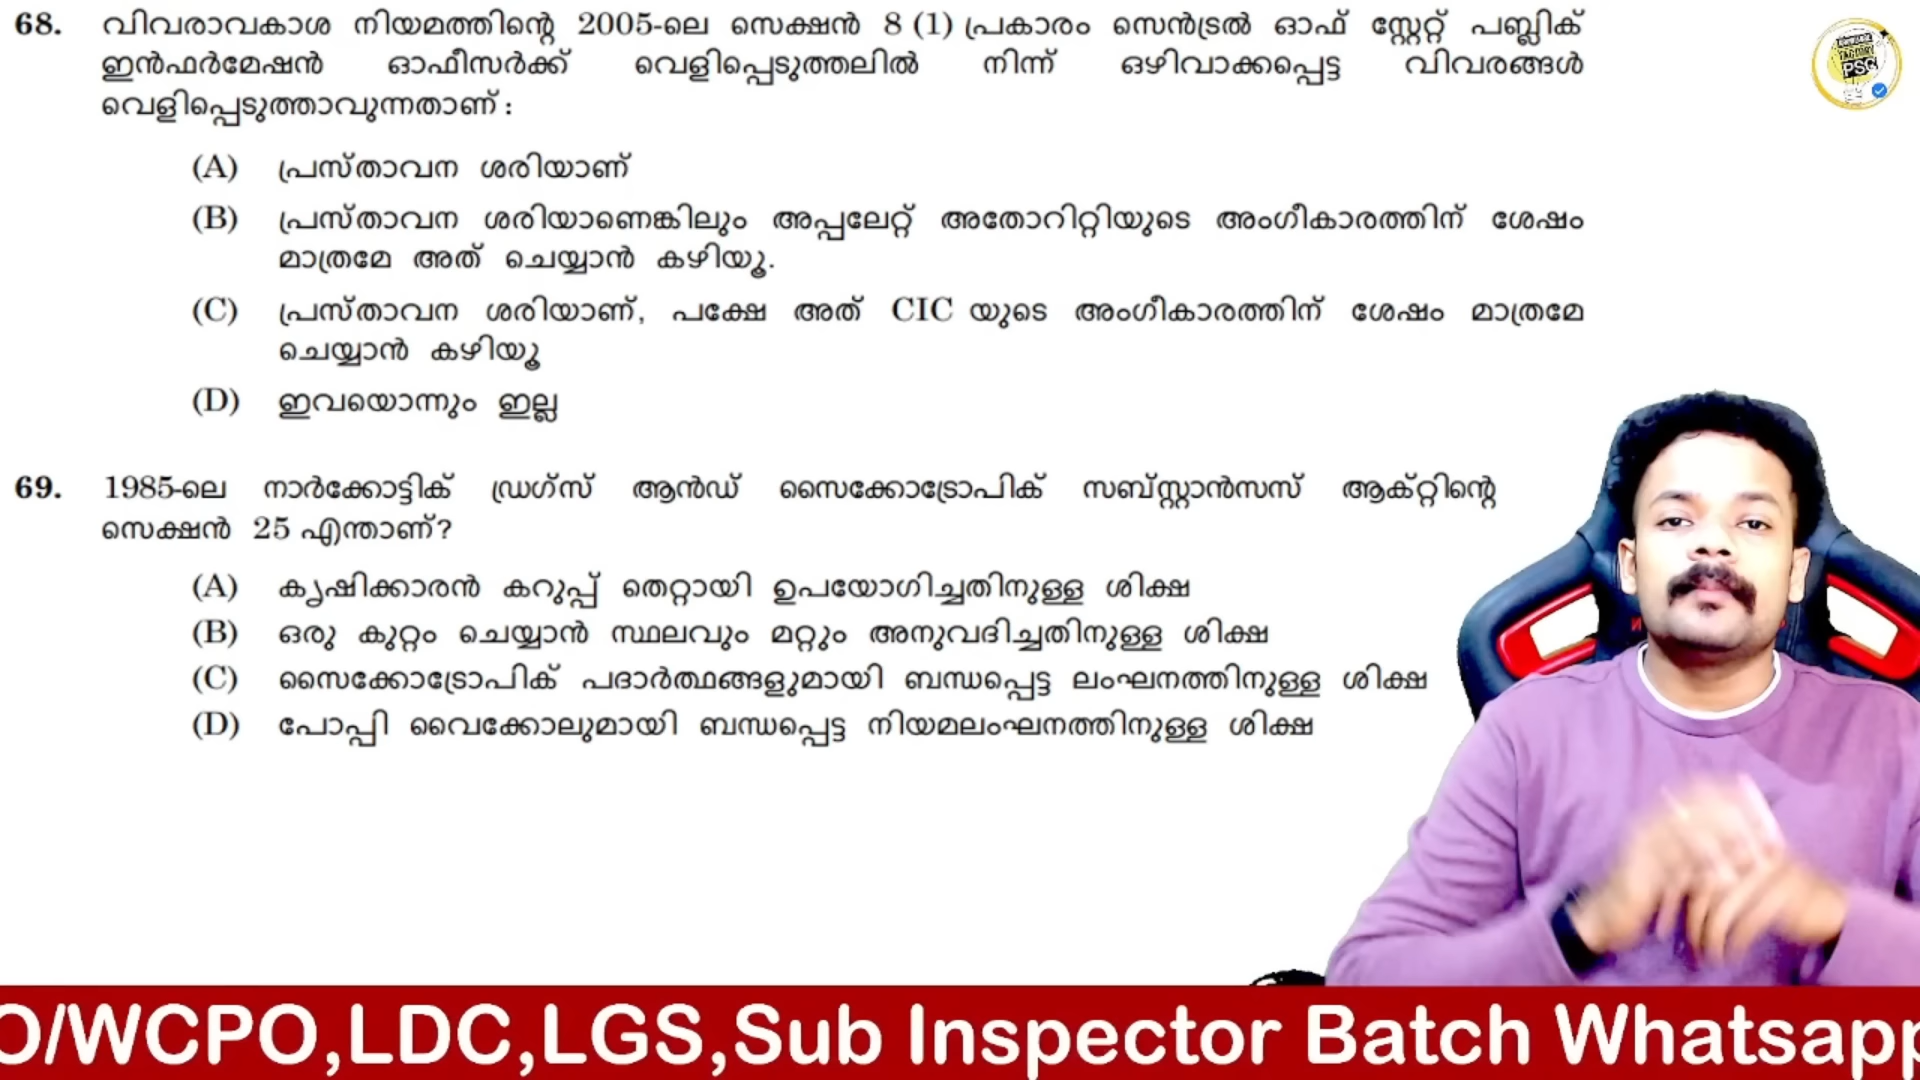 68. വിവരാവകാശ നിയമത്തിന്റെ 2005-ലെ സെക്ഷൻ 8 (1) പ്രകാരം സെൻട്രൽ ഓഫ് സ്റ്റേറ്റ് പബ്ലിക്
ഇൻഫർമേഷൻ ഓഫീസർക്ക് വെളിപ്പെടുത്തലിൽ നിന്ന് ഒഴിവാക്കപ്പെട്ട വിവരങ്ങൾ
വെളിപ്പെടുത്താവുന്നതാണ് :
(A) പ്രസ്താവന ശരിയാണ്
(B) പ്രസ്താവന ശരിയാണെങ്കിലും അപ്പലേറ്റ് അതോറിറ്റിയുടെ അംഗീകാരത്തിന് ശേഷം
മാത്രമേ അത് ചെയ്യാൻ കഴിയൂ.
(C) പ്രസ്താവന ശരിയാണ്, പക്ഷേ അത് CIC യുടെ അംഗീകാരത്തിന് ശേഷം മാത്രമേ
ചെയ്യാൻ കഴിയൂ
(D) ഇവയൊന്നും ഇല്ല
69. 1985-ലെ നാർക്കോട്ടിക് ഡ്രഗ്സ് ആൻഡ് സൈക്കോട്രോപിക് സബ്സ്റ്റാൻസസ് ആക്റ്റിന്റെ
സെക്ഷൻ 25 എന്താണ്?
(A) കൃഷിക്കാരൻ കറുപ്പ് തെറ്റായി ഉപയോഗിച്ചതിനുള്ള ശിക്ഷ
(B) ഒരു കുറ്റം ചെയ്യാൻ സ്ഥലവും മറ്റും അനുവദിച്ചതിനുള്ള ശിക്ഷ
(C) സൈക്കോട്രോപിക് പദാർത്ഥങ്ങളുമായി ബന്ധപ്പെട്ട ലംഘനത്തിനുള്ള ശിക്ഷ
(D) പോപ്പി വൈക്കോലുമായി ബന്ധപ്പെട്ട നിയമലംഘനത്തിനുള്ള ശിക്ഷ
FACTORY
PSC
O/WCPO,LDC,LGS,Sub Inspector Batch Whatsapp